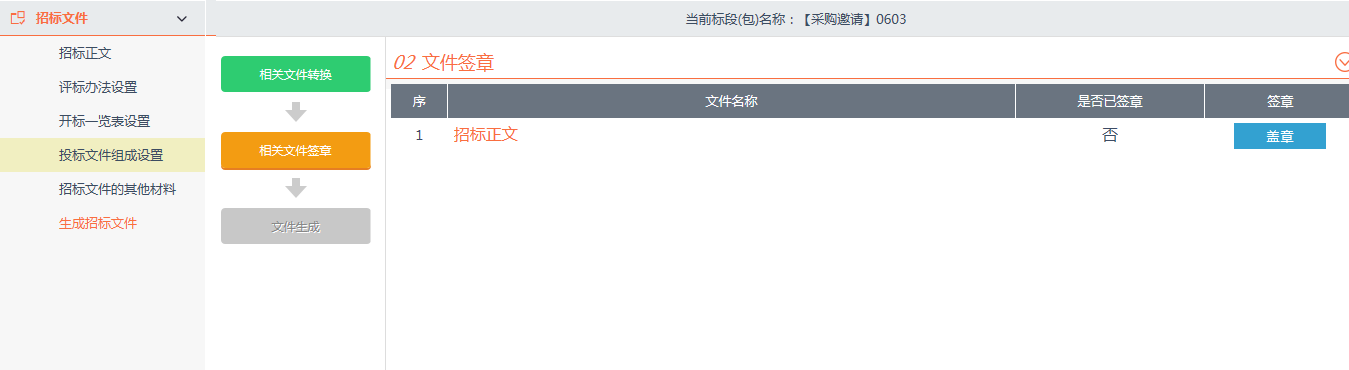 招标文件
当前标段(包)名称：【采购邀请】0603
招标正文
评标办法设置
开标一览表设置
投标文件组成设置
招标文件的其他材料
生成招标文件
相关文件转换
相关文件签章
文件生成
02 文件签章
序 文件名称 是否已签章 签章
1 招标正文 否 盖章